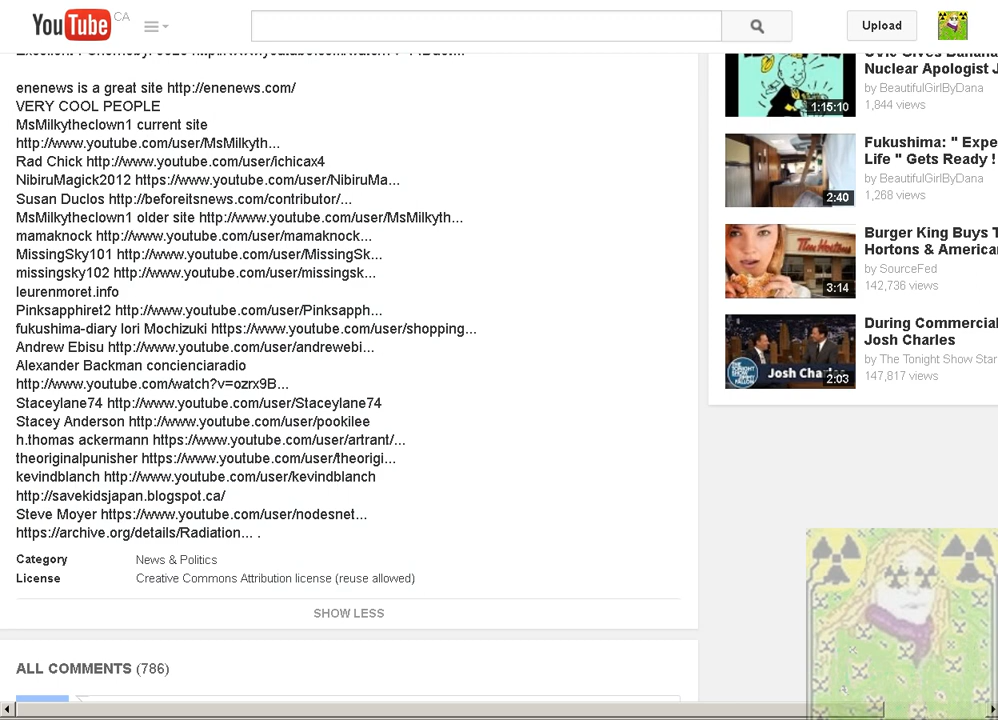 YouTube CA
Upload
enenews is a great site http://enenews.com/
VERY COOL PEOPLE
MsMilkytheclown1 current site
http://www.youtube.com/user/MsMilkyth...
Rad Chick http://www.youtube.com/user/ichicax4
NibiruMagick2012 https://www.youtube.com/user/NibiruMa...
Susan Duclos http://beforeitsnews.com/contributor/...
MsMilkytheclown1 older site http://www.youtube.com/user/MsMilkyth...
mamaknock http://www.youtube.com/user/mamaknock...
MissingSky101 http://www.youtube.com/user/MissingSk...
missingsky102 http://www.youtube.com/user/missingsk...
leurenmoret.info
Pinksapphiret2 http://www.youtube.com/user/Pinksapph...
fukushima-diary Iori Mochizuki https://www.youtube.com/user/shopping...
Andrew Ebisu http://www.youtube.com/user/andrewebi...
Alexander Backman concienciaradio
http://www.youtube.com/watch?v=ozrx9B...
Staceylane74 http://www.youtube.com/user/Staceylane74
Stacey Anderson http://www.youtube.com/user/pookilee
h.thomas ackermann https://www.youtube.com/user/artrant/...
theoriginalpunisher https://www.youtube.com/user/theorigi...
kevindblanch http://www.youtube.com/user/kevindblanch
http://savekidsjapan.blogspot.ca/
Steve Moyer https://www.youtube.com/user/nodesnet...
https://archive.org/details/Radiation... .
Category News & Politics
License Creative Commons Attribution license (reuse allowed)
SHOW LESS
ALL COMMENTS (786)
1:15:10
Nuclear Apologist J
by BeautifulGirlByDana
1,844 views
2:40
Fukushima: " Expe
Life " Gets Ready !
by BeautifulGirlByDana
1,268 views
Tim Hortons
3:14
Burger King Buys T
Hortons & American
by SourceFed
142,736 views
THE TONIGHT SHOW
JIMMY FALLON
Josh Cha
2:03
During Commercial
Josh Charles
by The Tonight Show Star
147,817 views